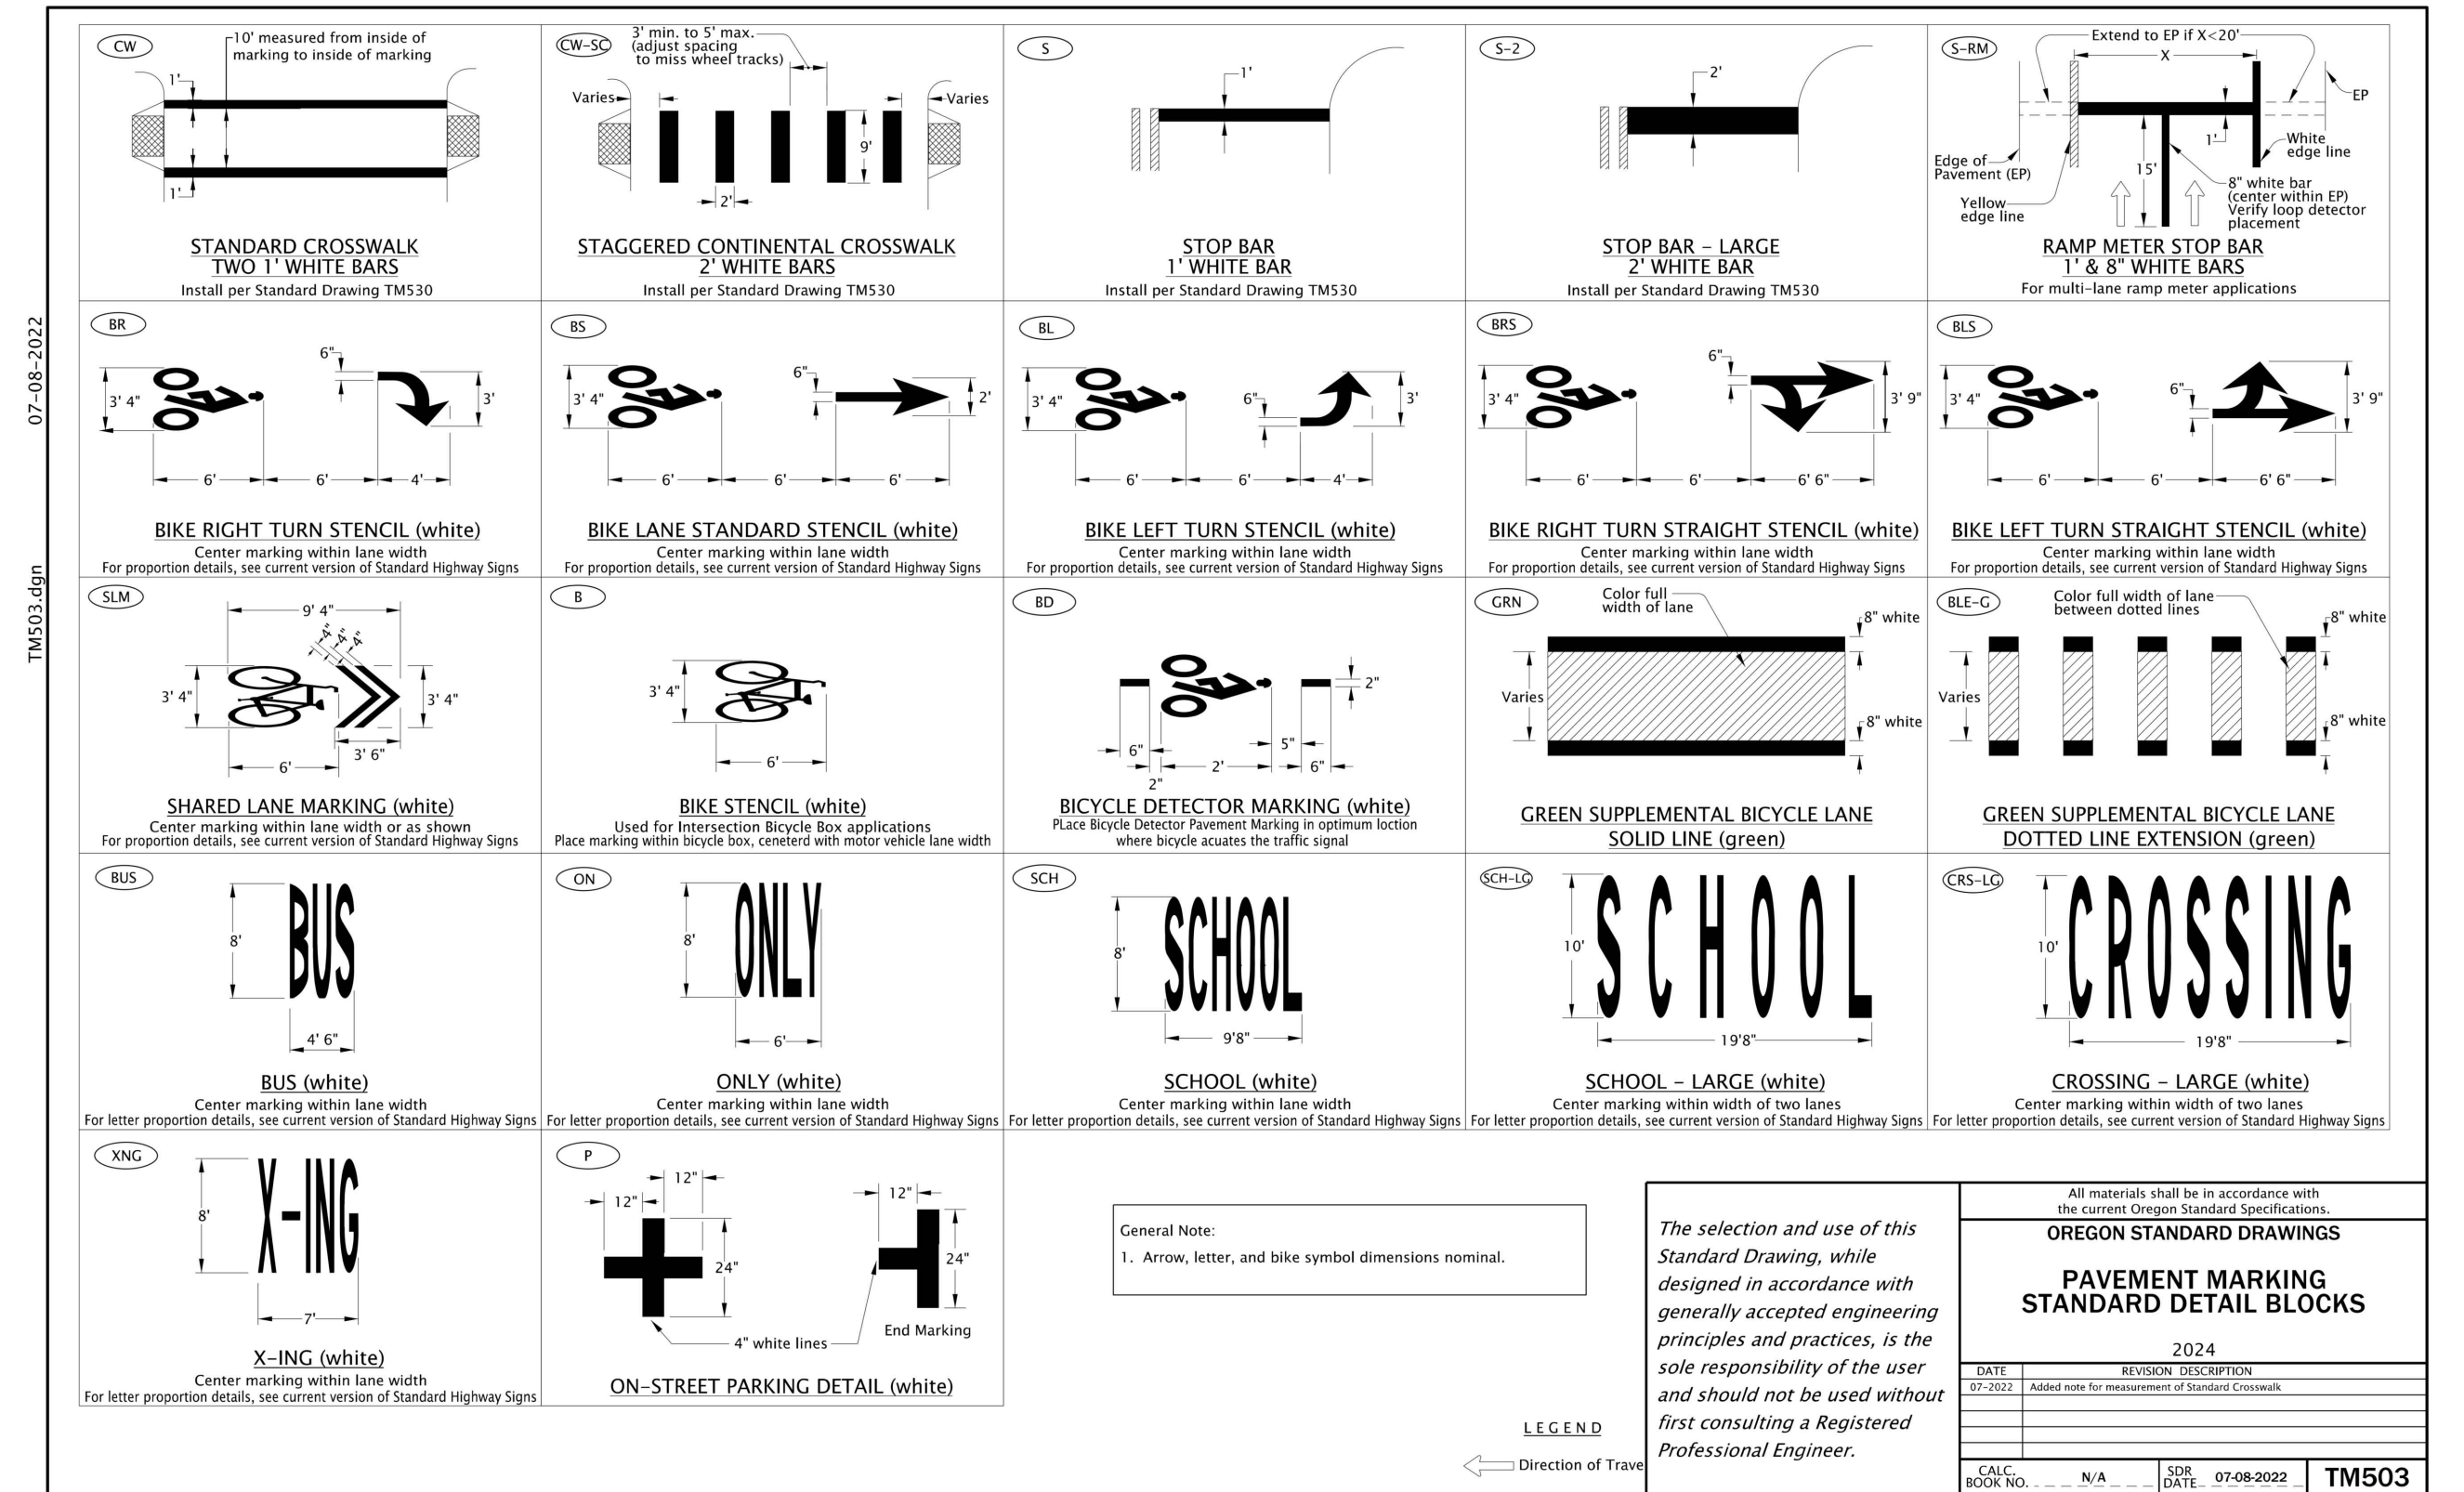 07-08-2022
TM503.dgn
CW
10' measured from inside of
marking to inside of marking
1'
1'
STANDARD CROSSWALK
TWO 1' WHITE BARS
Install per Standard Drawing TM530
CW-SC
3' min. to 5' max.
(adjust spacing
to miss wheel tracks)
Varies
Varies
9'
2'
STAGGERED CONTINENTAL CROSSWALK
2' WHITE BARS
Install per Standard Drawing TM530
S
1'
STOP BAR
1' WHITE BAR
Install per Standard Drawing TM530
S-2
2'
STOP BAR - LARGE
2' WHITE BAR
Install per Standard Drawing TM530
S-RM
Extend to EP if X<20'
X
EP
1'
White
edge line
Edge of
Pavement (EP)
15'
8" white bar
(center within EP)
Verify loop detector
placement
Yellow
edge line
RAMP METER STOP BAR
1' & 8" WHITE BARS
For multi-lane ramp meter applications
BR
6"
3' 4"
3'
6'
6'
4'
BIKE RIGHT TURN STENCIL (white)
Center marking within lane width
For proportion details, see current version of Standard Highway Signs
BS
6"
3' 4"
2'
6'
6'
6'
BIKE LANE STANDARD STENCIL (white)
Center marking within lane width
For proportion details, see current version of Standard Highway Signs
BL
3' 4"
6"
3'
6'
6'
4'
BIKE LEFT TURN STENCIL (white)
Center marking within lane width
For proportion details, see current version of Standard Highway Signs
BRS
6"
3' 4"
3' 9"
6'
6'
6' 6"
BIKE RIGHT TURN STRAIGHT STENCIL (white)
Center marking within lane width
For proportion details, see current version of Standard Highway Signs
BLS
6"
3' 4"
3' 9"
6'
6'
6' 6"
BIKE LEFT TURN STRAIGHT STENCIL (white)
Center marking within lane width
For proportion details, see current version of Standard Highway Signs
SLM
9' 4"
4"
4"
4"
3' 4"
3' 4"
3' 6"
6'
SHARED LANE MARKING (white)
Center marking within lane width or as shown
For proportion details, see current version of Standard Highway Signs
B
3' 4"
6'
BIKE STENCIL (white)
Used for Intersection Bicycle Box applications
Place marking within bicycle box, ceneterd with motor vehicle lane width
BD
2"
6"
5"
2'
6"
2"
BICYCLE DETECTOR MARKING (white)
PLace Bicycle Detector Pavement Marking in optimum loction
where bicycle acuates the traffic signal
GRN
Color full
width of lane
8" white
Varies
8" white
GREEN SUPPLEMENTAL BICYCLE LANE
SOLID LINE (green)
BLE-G
Color full width of lane
between dotted lines
8" white
Varies
8" white
GREEN SUPPLEMENTAL BICYCLE LANE
DOTTED LINE EXTENSION (green)
BUS
BUS
8'
4' 6"
BUS (white)
Center marking within lane width
For letter proportion details, see current version of Standard Highway Signs
ON
ONLY
8'
6'
ONLY (white)
Center marking within lane width
For letter proportion details, see current version of Standard Highway Signs
SCH
SCHOOL
8'
9'8"
SCHOOL (white)
Center marking within lane width
For letter proportion details, see current version of Standard Highway Signs
SCH-LG
SCHOOL
10'
19'8"
SCHOOL - LARGE (white)
Center marking within width of two lanes
For letter proportion details, see current version of Standard Highway Signs
CRS-LG
CROSSING
10'
19'8"
CROSSING - LARGE (white)
Center marking within width of two lanes
For letter proportion details, see current version of Standard Highway Signs
XNG
X-ING
8'
7'
X-ING (white)
Center marking within lane width
For letter proportion details, see current version of Standard Highway Signs
P
12"
12"
24"
12"
24"
End Marking
4" white lines
ON-STREET PARKING DETAIL (white)
General Note:
1. Arrow, letter, and bike symbol dimensions nominal.
LEGEND
Direction of Trave
The selection and use of this
Standard Drawing, while
designed in accordance with
generally accepted engineering
principles and practices, is the
sole responsibility of the user
and should not be used without
first consulting a Registered
Professional Engineer.
All materials shall be in accordance with
the current Oregon Standard Specifications.
OREGON STANDARD DRAWINGS
PAVEMENT MARKING
STANDARD DETAIL BLOCKS
2024
DATE REVISION DESCRIPTION
07-2022 Added note for measurement of Standard Crosswalk
CALC.
BOOK NO. N/A
SDR
DATE 07-08-2022
TM503